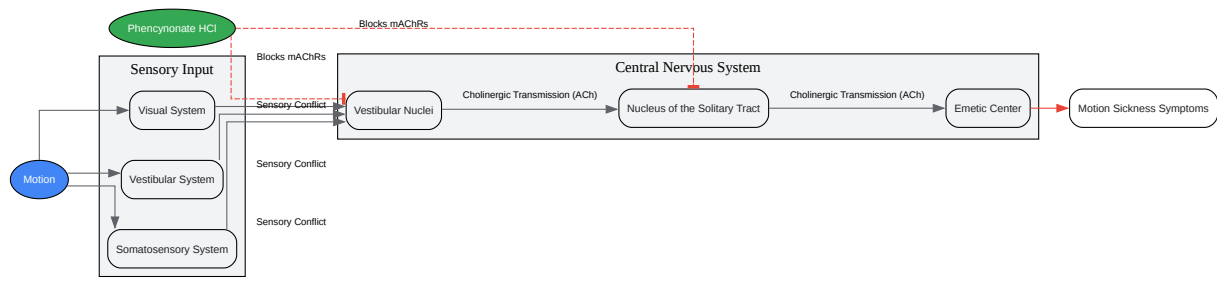 Phencynonate HCl
Blocks mAChRs
Blocks mAChRs
Sensory Input
Central Nervous System
Visual System
Sensory Conflict
Vestibular Nuclei
Cholinergic Transmission (ACh)
Nucleus of the Solitary Tract
Cholinergic Transmission (ACh)
Emetic Center
Motion Sickness Symptoms
Motion
Vestibular System
Sensory Conflict
Somatosensory System
Sensory Conflict